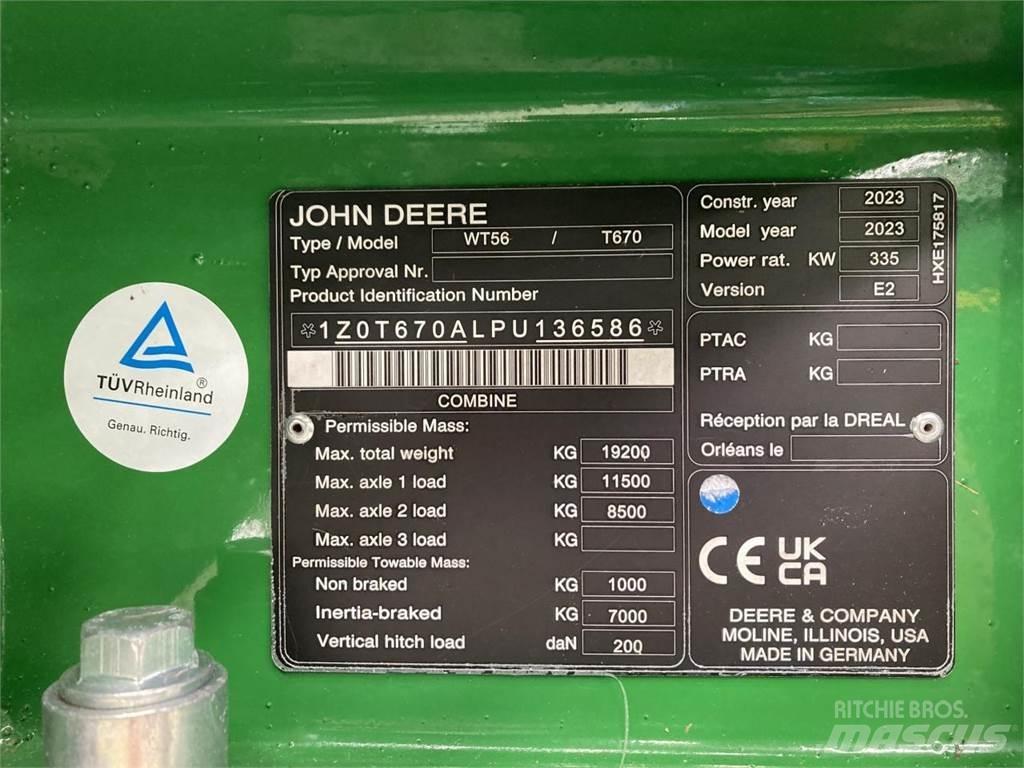 JOHN DEERE
Type / Model WT56 / T670
Typ Approval Nr.
Product Identification Number
*1Z0T670ALPU136586*
COMBINE
Permissible Mass:
Max. total weight KG 19200
Max. axle 1 load KG 11500
Max. axle 2 load KG 8500
Max. axle 3 load KG
Permissible Towable Mass:
Non braked KG 1000
Inertia-braked KG 7000
Vertical hitch load daN 200
Constr. year 2023
Model year 2023
Power rat. KW 335
Version E2
HXE175817
PTAC KG
PTRA KG
Réception par la DREAL
Orléans le
CE UK
CA
DEERE & COMPANY
MOLINE, ILLINOIS, USA
MADE IN GERMANY
TÜVRheinland®
Genau. Richtig.
RITCHIE BROS.
mascus